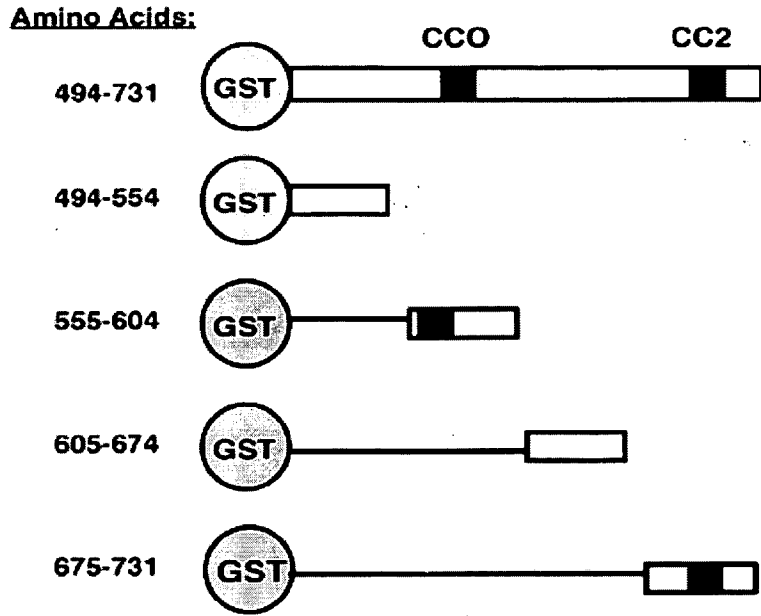 Amino Acids:
CCO CC2
494-731 GST
494-554 GST
555-604 GST
605-674 GST
675-731 GST